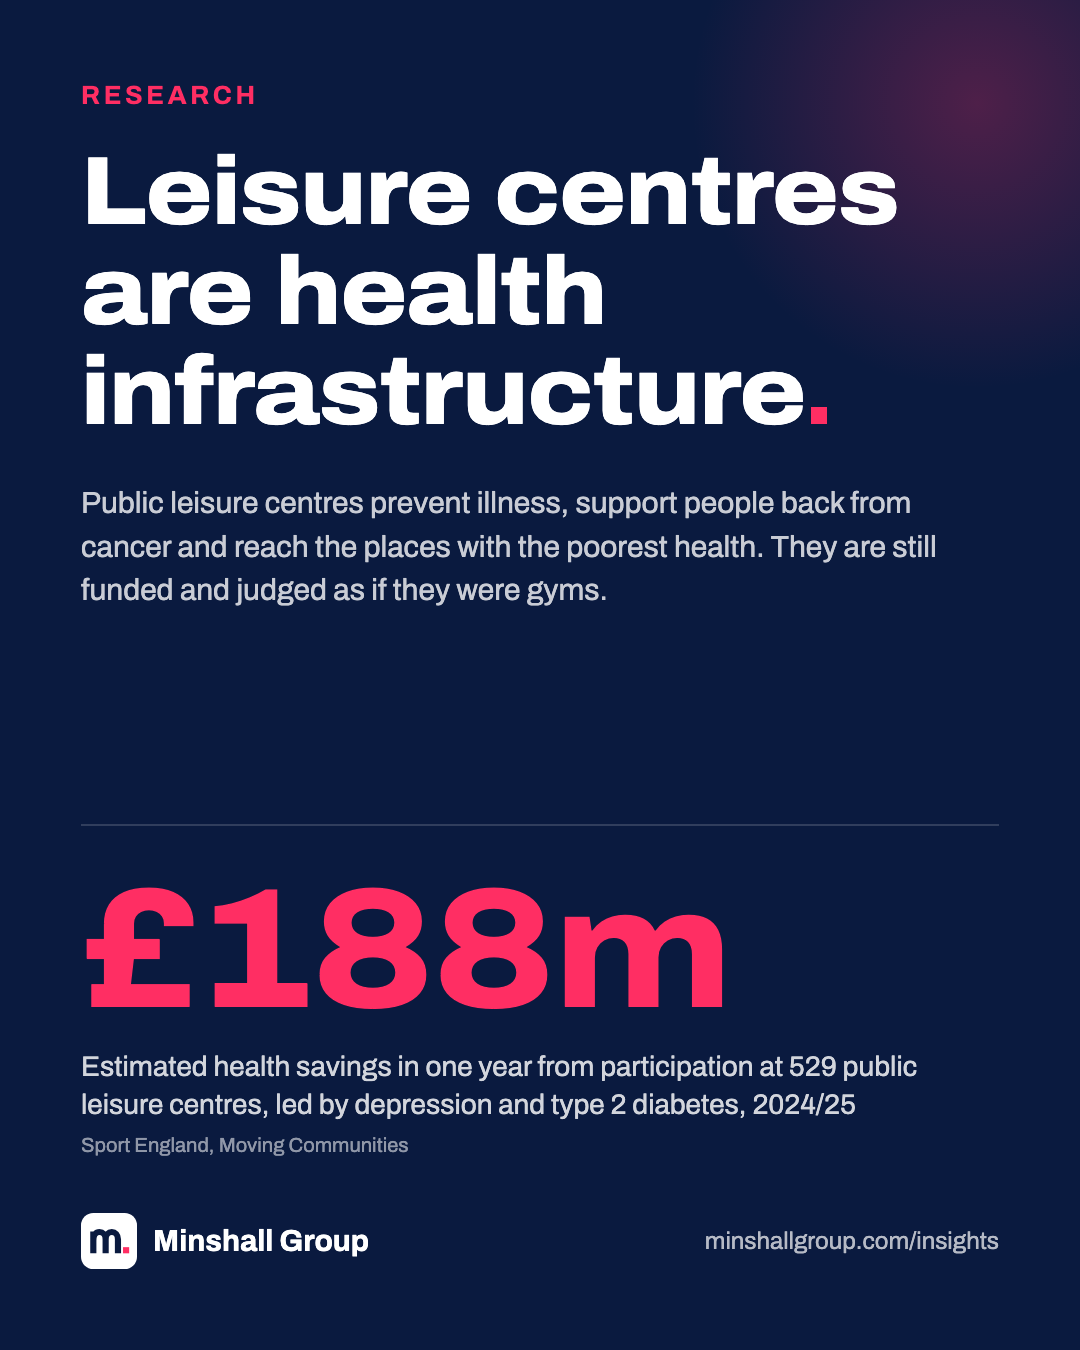 RESEARCH
Leisure centres
are health
infrastructure.
Public leisure centres prevent illness, support people back from
cancer and reach the places with the poorest health. They are still
funded and judged as if they were gyms.
£188m
Estimated health savings in one year from participation at 529 public
leisure centres, led by depression and type 2 diabetes, 2024/25
Sport England, Moving Communities
m. Minshall Group
minshallgroup.com/insights